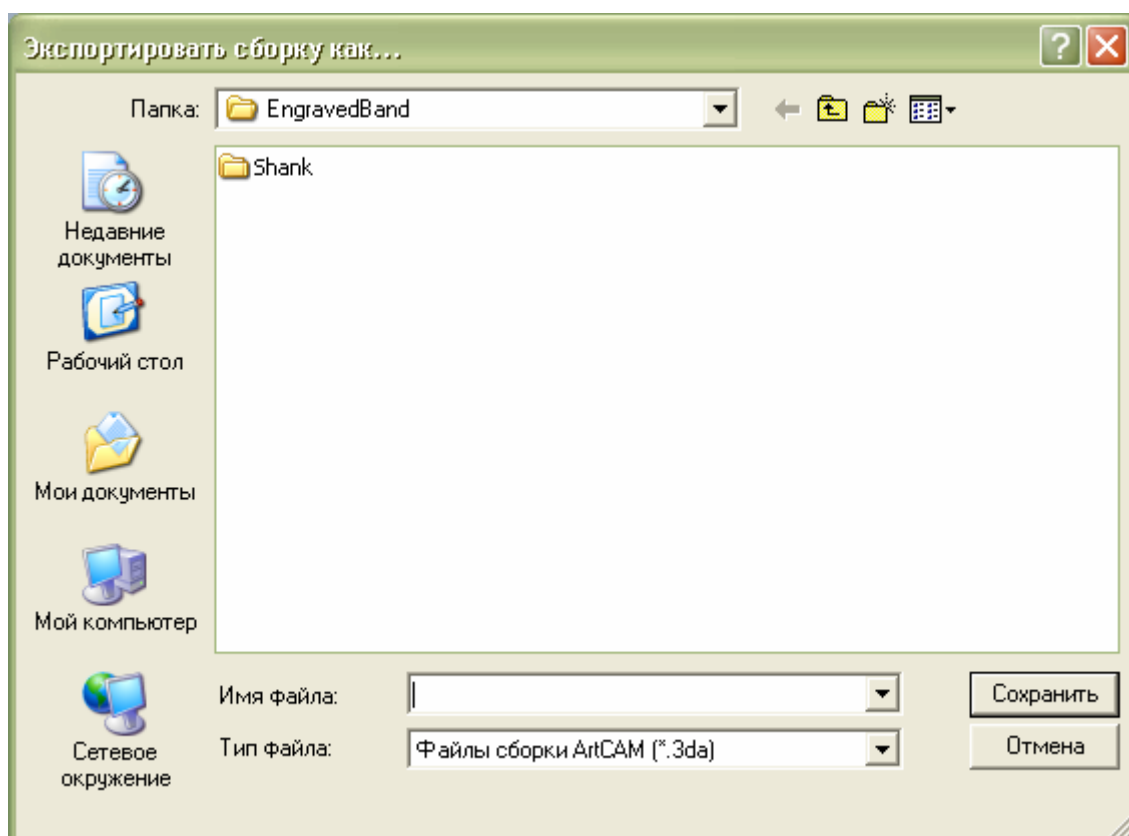 Экспортировать сборку как...
Папка: EngravedBand
Shank
Недавние
документы
Рабочий стол
Мои документы
Мой компьютер
Сетевое
окружение
Имя файла:
Сохранить
Тип файла: Файлы сборки ArtCAM (*.3da)
Отмена